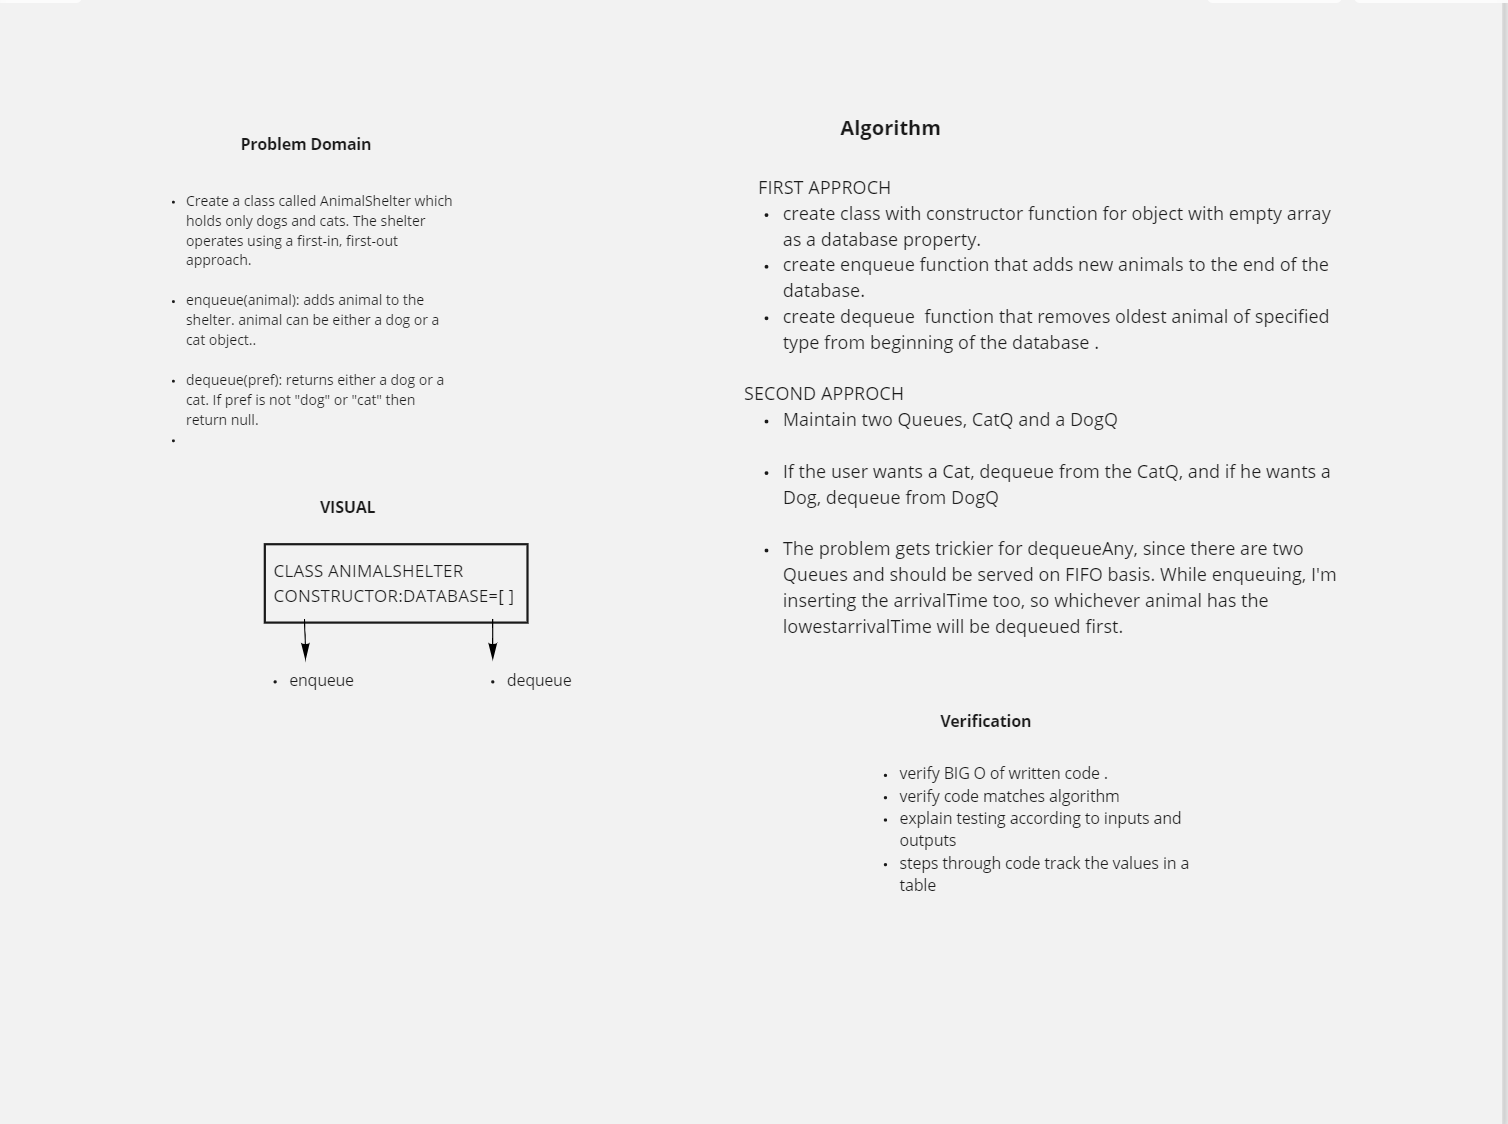 Problem Domain
• Create a class called AnimalShelter which
holds only dogs and cats. The shelter
operates using a first-in, first-out
approach.
• enqueue(animal): adds animal to the
shelter. animal can be either a dog or a
cat object..
• dequeue(pref): returns either a dog or a
cat. If pref is not "dog" or "cat" then
return null.
•
VISUAL
CLASS ANIMALSHELTER
CONSTRUCTOR:DATABASE=[ ]
• enqueue
• dequeue
Algorithm
FIRST APPROCH
• create class with constructor function for object with empty array
as a database property.
• create enqueue function that adds new animals to the end of the
database.
• create dequeue  function that removes oldest animal of specified
type from beginning of the database .
SECOND APPROCH
• Maintain two Queues, CatQ and a DogQ
• If the user wants a Cat, dequeue from the CatQ, and if he wants a
Dog, dequeue from DogQ
• The problem gets trickier for dequeueAny, since there are two
Queues and should be served on FIFO basis. While enqueuing, I'm
inserting the arrivalTime too, so whichever animal has the
lowestarrivalTime will be dequeued first.
Verification
• verify BIG O of written code .
• verify code matches algorithm
• explain testing according to inputs and
outputs
• steps through code track the values in a
table